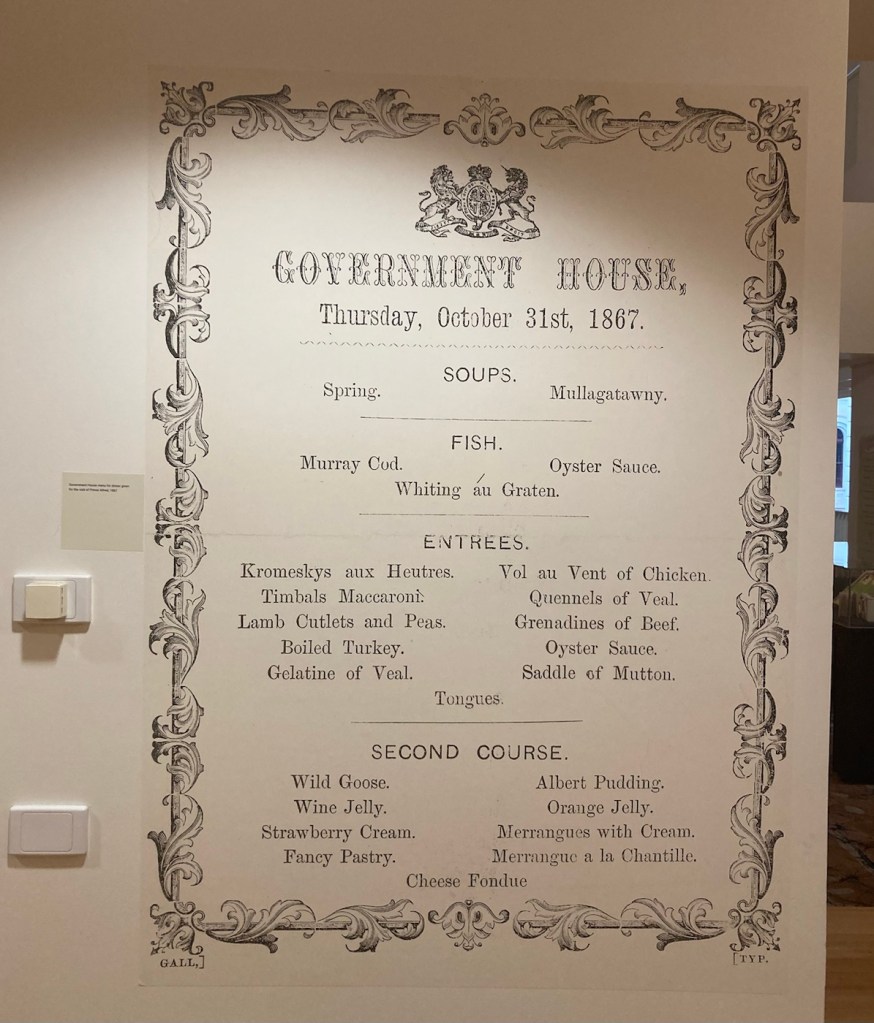 GOVERNMENT HOUSE,
Thursday, October 31st, 1867.
SOUPS.
Spring. Mullagatawny.
FISH.
Murray Cod. Oyster Sauce.
Whiting au Graten.
ENTREES.
Kromeskys aux Heutres. Vol au Vent of Chicken.
Timbals Maccaroni. Quennels of Veal.
Lamb Cutlets and Peas. Grenadines of Beef.
Boiled Turkey. Oyster Sauce.
Gelatine of Veal. Saddle of Mutton.
Tongues.
SECOND COURSE.
Wild Goose. Albert Pudding.
Wine Jelly. Orange Jelly.
Strawberry Cream. Merrangues with Cream.
Fancy Pastry. Merrangue a la Chantille.
Cheese Fondue
GALL,] [TYP.